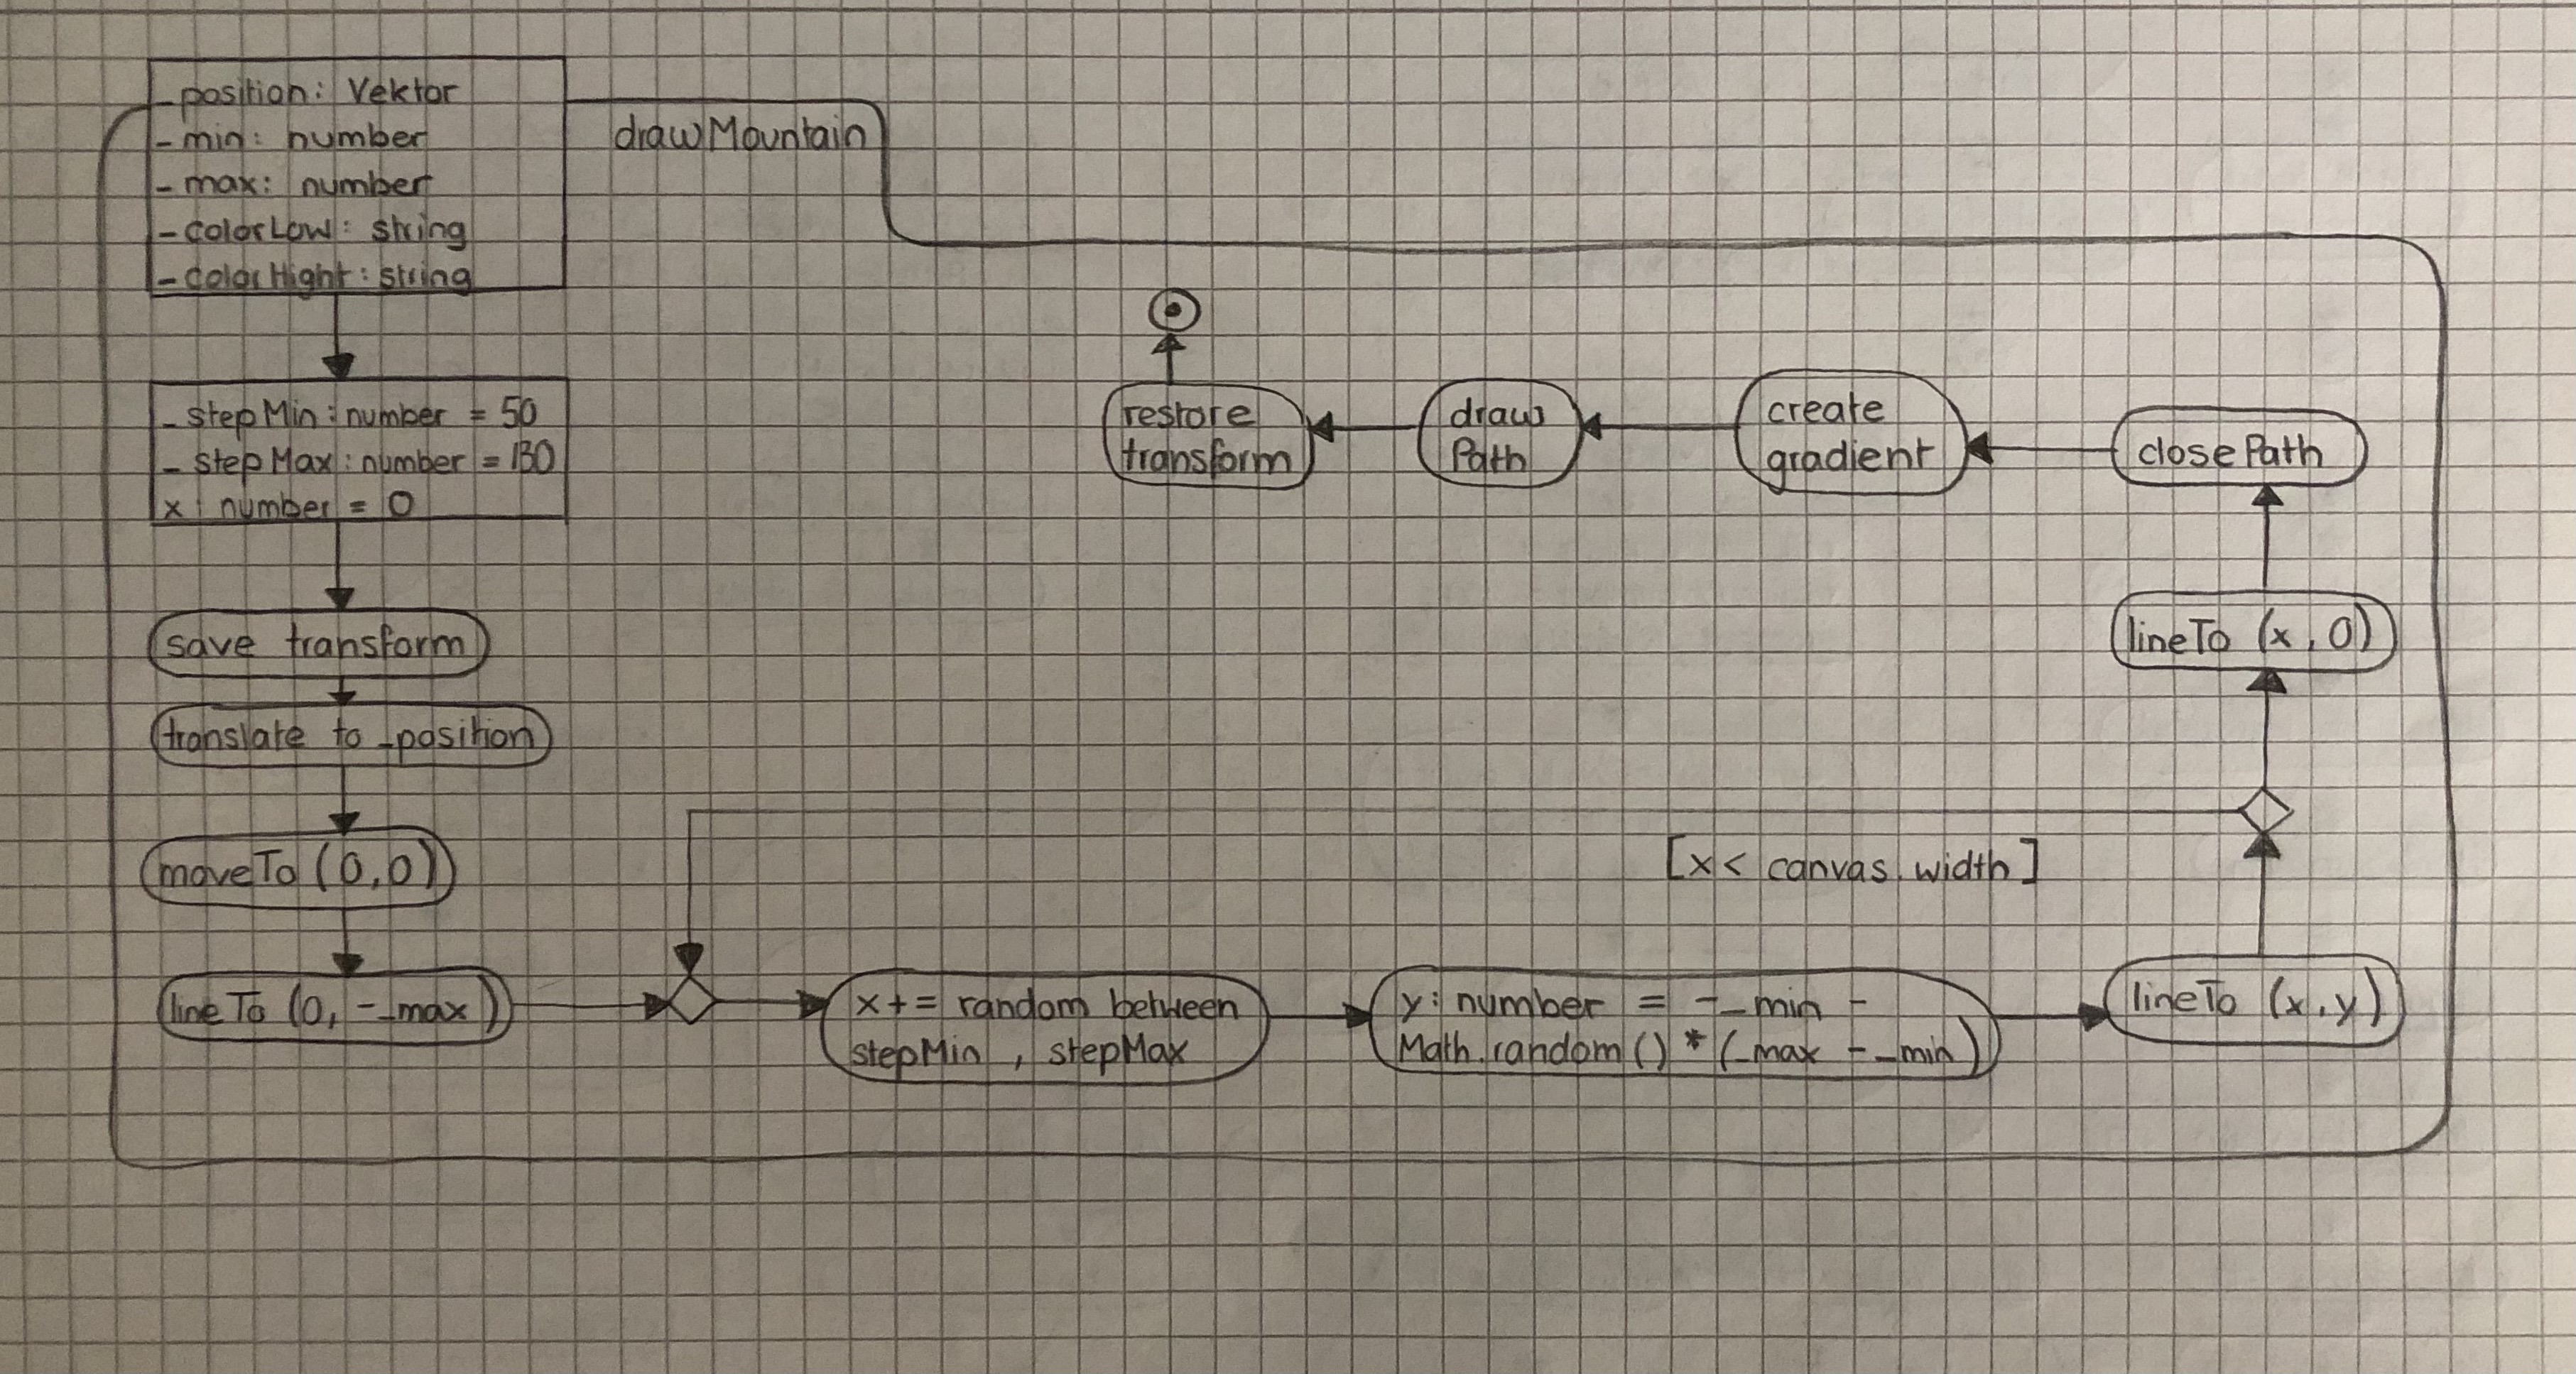 _position: Vektor
_min: number
_max: number
_colorLow: string
_colorHight: string
drawMountain
_stepMin: number = 50
_stepMax: number = 130
x: number = 0
save transform
translate to _position
moveTo (0,0)
lineTo (0, -_max)
x += random between
stepMin , stepMax
y: number = -_min -
Math.random() * (_max - _min)
lineTo (x,y)
[x < canvas.width]
lineTo (x,0)
closePath
create
gradient
draw
Path
restore
transform